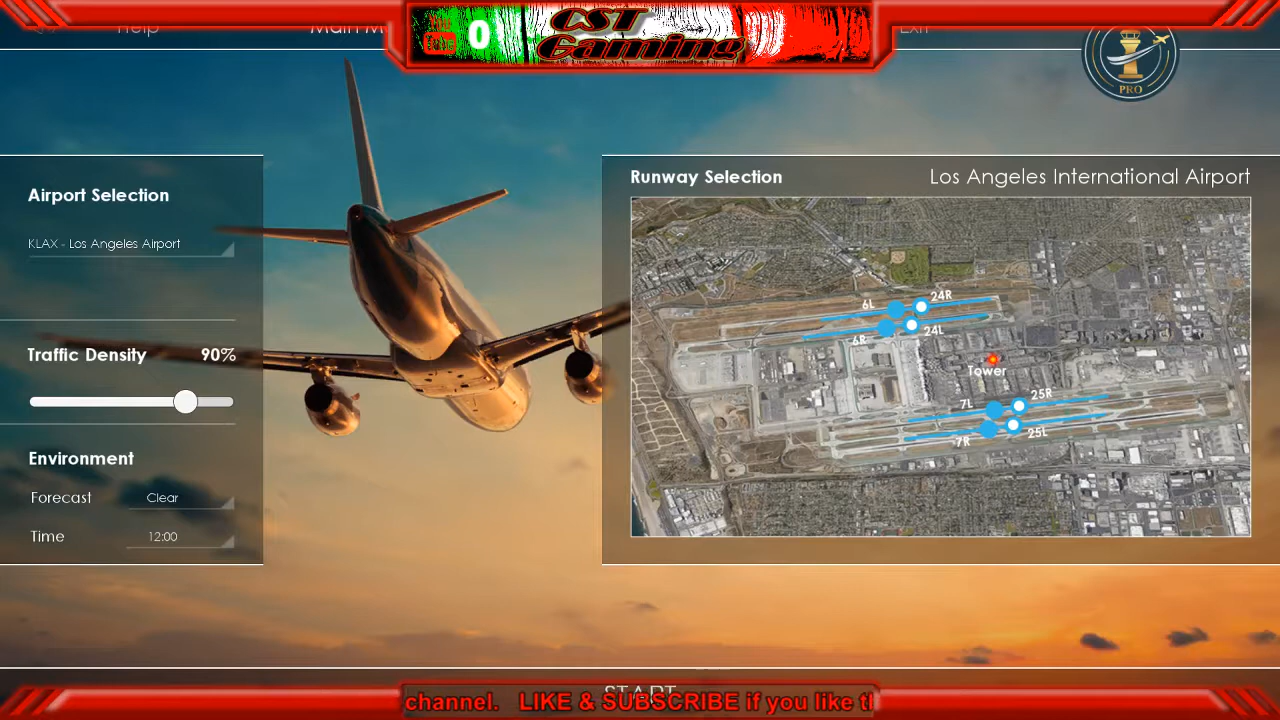 Help
Main M
0
CST
Gaming
Exit
PRO
Airport Selection
KLAX - Los Angeles Airport
Traffic Density 90%
Environment
Forecast Clear
Time 12:00
Runway Selection Los Angeles International Airport
6L 24R
6R 24L
Tower
7L 25R
7R 25L
START
channel. LIKE & SUBSCRIBE if you like